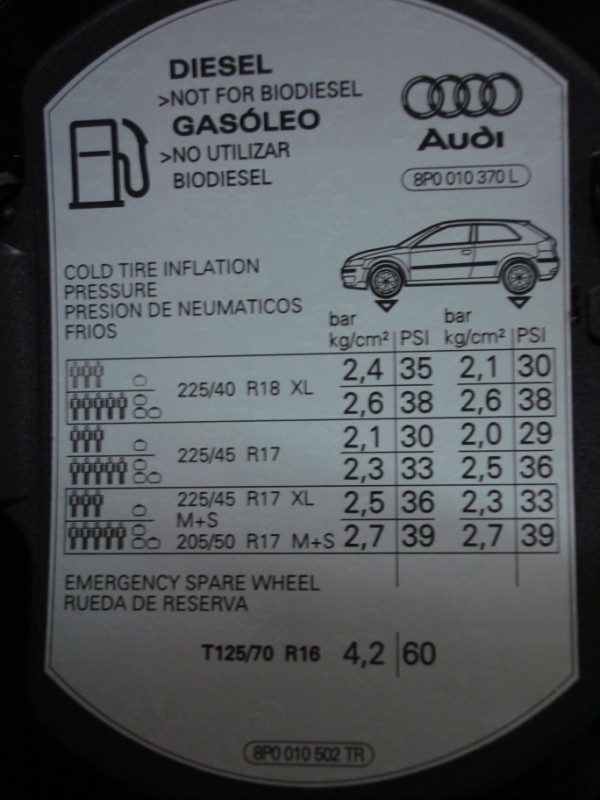 DIESEL
>NOT FOR BIODIESEL
GASÓLEO
>NO UTILIZAR
BIODIESEL
Audi
8P0 010 370 L
COLD TIRE INFLATION
PRESSURE
PRESION DE NEUMATICOS
FRIOS
bar kg/cm² PSI bar kg/cm² PSI
225/40 R18 XL
2,4 35 2,1 30
2,6 38 2,6 38
225/45 R17
2,1 30 2,0 29
2,3 33 2,5 36
225/45 R17 XL 2,5 36 2,3 33
M+S
205/50 R17 M+S 2,7 39 2,7 39
EMERGENCY SPARE WHEEL
RUEDA DE RESERVA
T125/70 R16 4,2 60
8P0 010 502 TR